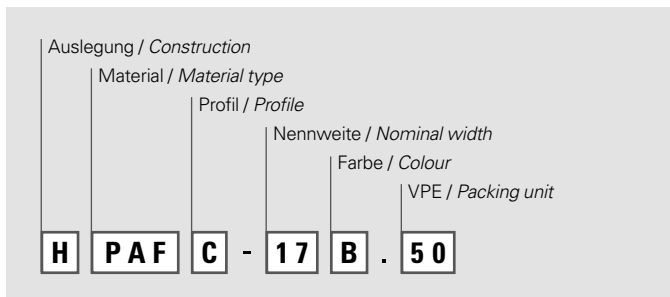 Auslegung / Construction
Material / Material type
Profil / Profile
Nennweite / Nominal width
Farbe / Colour
VPE / Packing unit
H PAF C - 17 B . 50